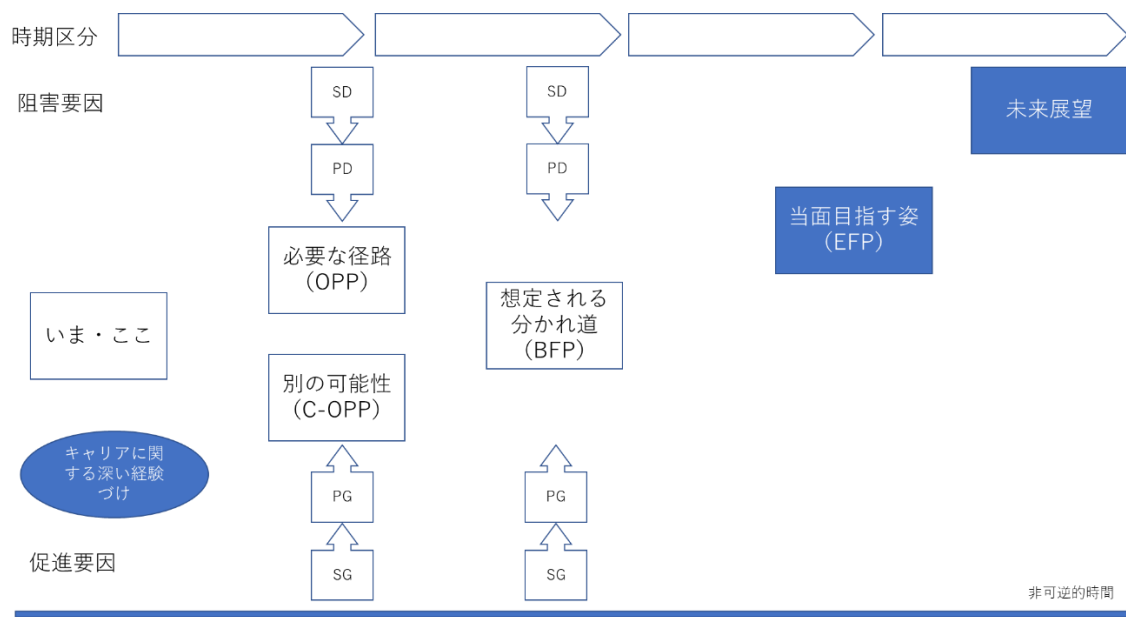 時期区分
阻害要因
SD
SD
未来展望
PD
PD
当面目指す姿
(EFP)
必要な径路
(OPP)
想定される
分かれ道
(BFP)
いま・ここ
別の可能性
(C-OPP)
キャリアに関
する深い経験
づけ
PG
PG
促進要因
SG
SG
非可逆的時間